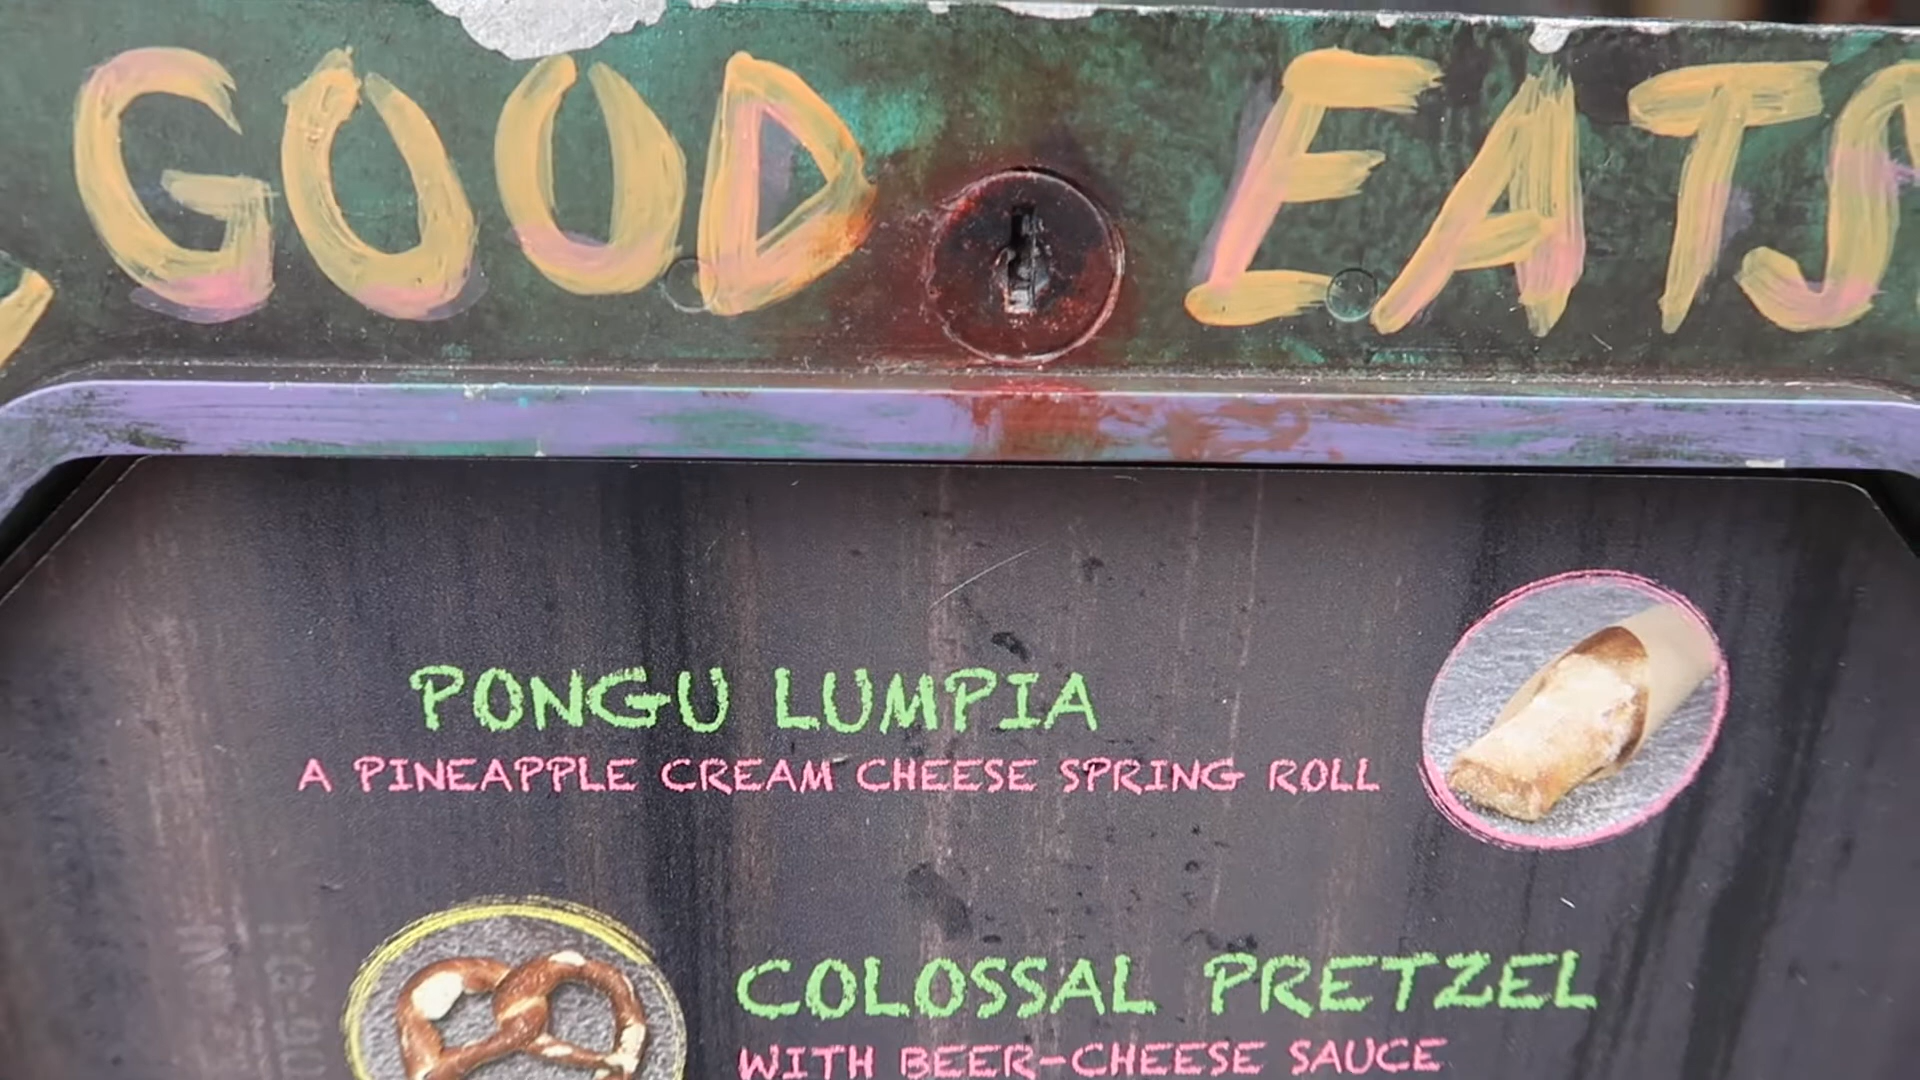 GOOD EATS
PONGU LUMPIA
A PINEAPPLE CREAM CHEESE SPRING ROLL
COLOSSAL PRETZEL
WITH BEER-CHEESE SAUCE